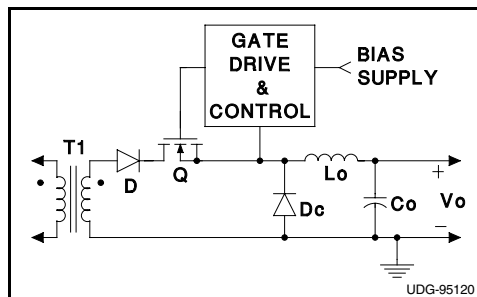 GATE
DRIVE
&
CONTROL
BIAS
SUPPLY
T1
D
Q
Lo
Dc
Co
+
Vo
−
UDG-95120